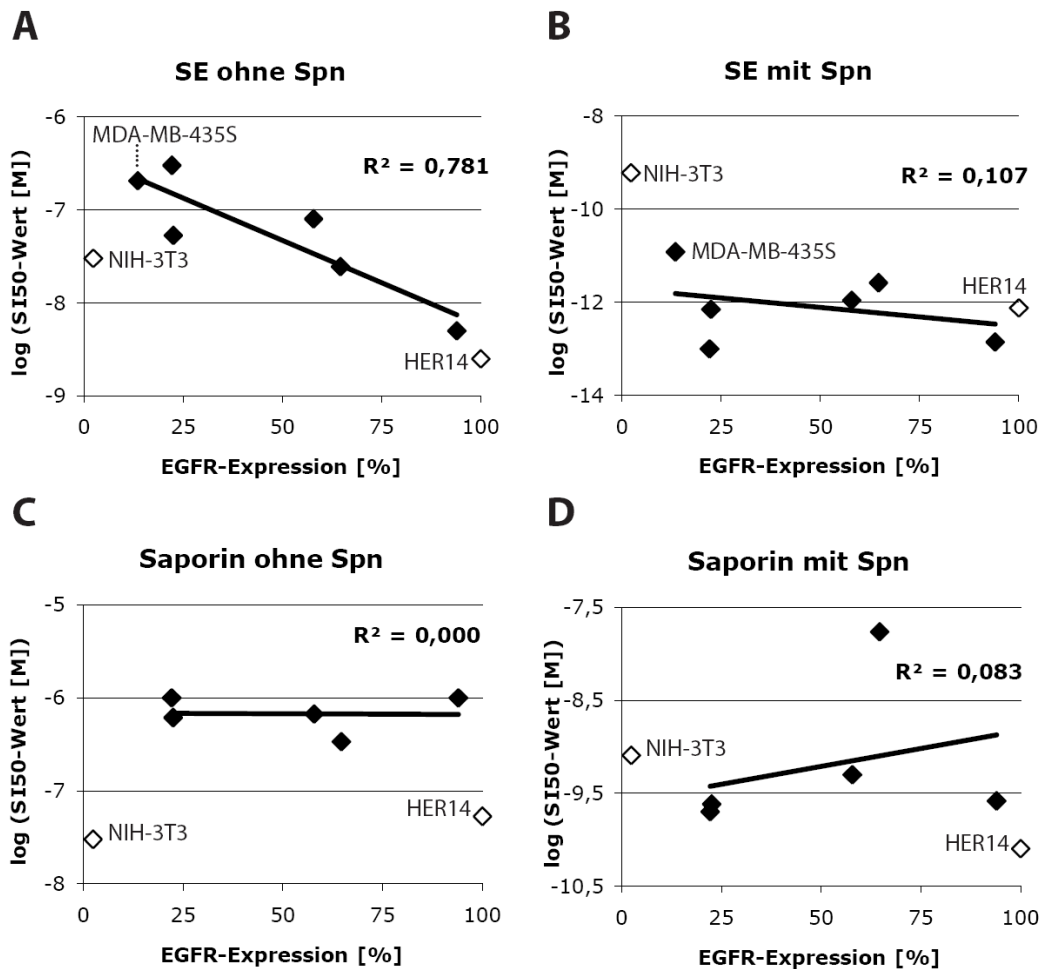 A
SE ohne Spn
log (SI50-Wert [M])
-6
-7
-8
-9
MDA-MB-435S
R² = 0,781
NIH-3T3
HER14
0 25 50 75 100
EGFR-Expression [%]
B
SE mit Spn
log (SI50-Wert [M])
-8
-10
-12
-14
NIH-3T3
R² = 0,107
MDA-MB-435S
HER14
0 25 50 75 100
EGFR-Expression [%]
C
Saporin ohne Spn
log (SI50-Wert [M])
-5
-6
-7
-8
R² = 0,000
HER14
NIH-3T3
0 25 50 75 100
EGFR-Expression [%]
D
Saporin mit Spn
log (SI50-Wert [M])
-7,5
-8,5
-9,5
-10,5
R² = 0,083
NIH-3T3
HER14
0 25 50 75 100
EGFR-Expression [%]